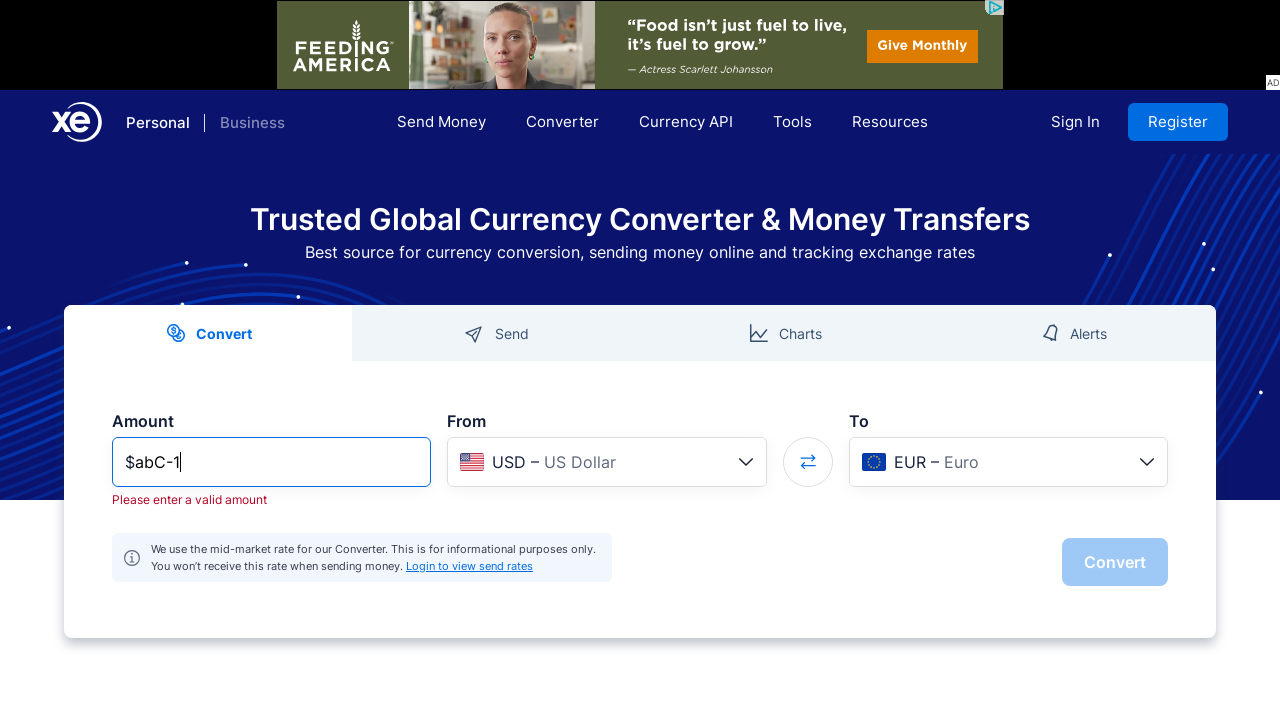 FEEDING
AMERICA
“Food isn’t just fuel to live,
it’s fuel to grow.”
— Actress Scarlett Johansson
Give Monthly
AD
xe
Personal
Business
Send Money
Converter
Currency API
Tools
Resources
Sign In
Register
Trusted Global Currency Converter & Money Transfers
Best source for currency conversion, sending money online and tracking exchange rates
Convert
Send
Charts
Alerts
Amount
From
To
$abC-1
USD – US Dollar
EUR – Euro
Please enter a valid amount
We use the mid-market rate for our Converter. This is for informational purposes only.
You won’t receive this rate when sending money. Login to view send rates
Convert